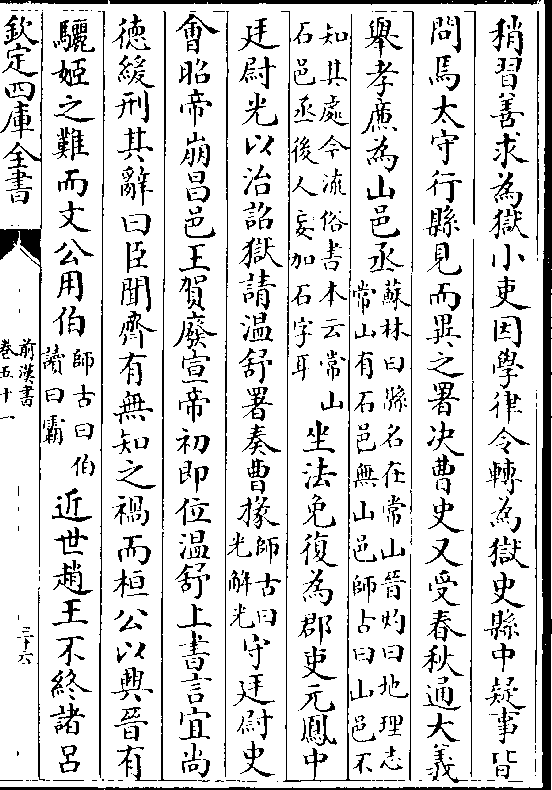 稍習善求為獄小吏因學律令轉為獄史縣中疑事皆
問焉太守行縣見而異之署決曹史又受春秋通大義
舉孝廉為山邑丞蘇林曰縣名在常山晉灼曰地理志常山有石邑無山邑師古曰山邑不
知其處今流俗書本云常山石邑丞後人妄加石字耳坐法免復為郡吏元鳳中
廷尉光以治詔獄請溫舒署奏曹掾師古曰光解光守廷尉史
會昭帝崩昌邑王賀廢宣帝初即位溫舒上書言宜尚
德緩刑其辭曰臣聞齊有無知之禍而桓公以興晉有
驪姬之難而文公用伯師古曰伯讀曰霸近世趙王不終諸呂
欽定四庫全書
前漢書
卷五十一
三十六